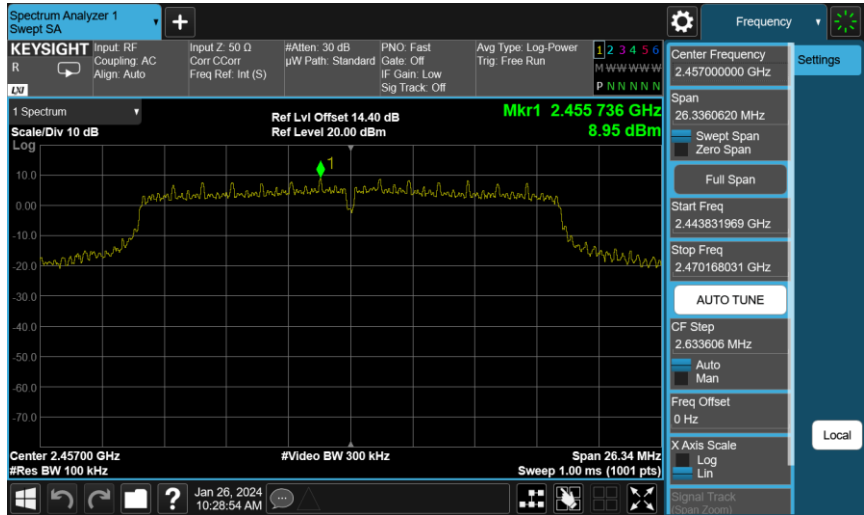 Spectrum Analyzer 1
Swept SA
Frequency
KEYSIGHT
R
LXI
Input: RF
Coupling: AC
Align: Auto
Input Z: 50 Ω
Corr CCorr
Freq Ref: Int (S)
#Atten: 30 dB
µW Path: Standard
PNO: Fast
Gate: Off
IF Gain: Low
Sig Track: Off
Avg Type: Log-Power
Trig: Free Run
1 2 3 4 5 6
M W W W W W
P N N N N N
1 Spectrum
Scale/Div 10 dB
Ref Lvl Offset 14.40 dB
Ref Level 20.00 dBm
Mkr1 2.455 736 GHz
8.95 dBm
Log
1
10.0
0.00
-10.0
-20.0
-30.0
-40.0
-50.0
-60.0
-70.0
Center 2.45700 GHz
#Res BW 100 kHz
#Video BW 300 kHz
Span 26.34 MHz
Sweep 1.00 ms (1001 pts)
?
Jan 26, 2024
10:28:54 AM
Center Frequency
2.457000000 GHz
Span
26.3360620 MHz
Swept Span
Zero Span
Full Span
Start Freq
2.443831969 GHz
Stop Freq
2.470168031 GHz
AUTO TUNE
CF Step
2.633606 MHz
Auto
Man
Freq Offset
0 Hz
X Axis Scale
Log
Lin
Signal Track
(Span Zoom)
Settings
Local